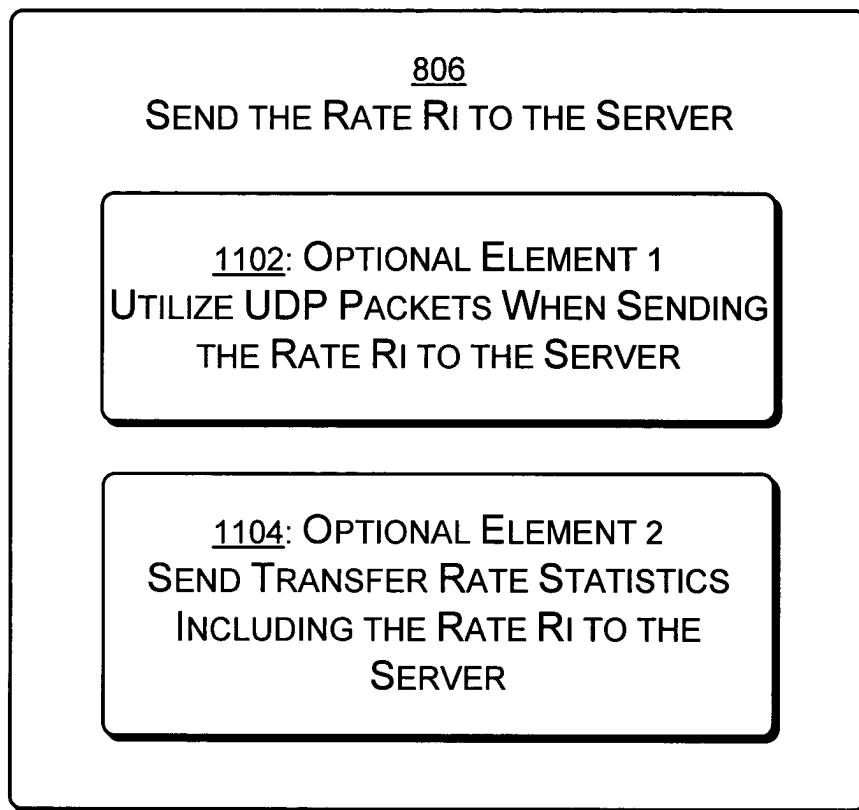 806
SEND THE RATE RI TO THE SERVER
1102: OPTIONAL ELEMENT 1
UTILIZE UDP PACKETS WHEN SENDING
THE RATE RI TO THE SERVER
1104: OPTIONAL ELEMENT 2
SEND TRANSFER RATE STATISTICS
INCLUDING THE RATE RI TO THE
SERVER